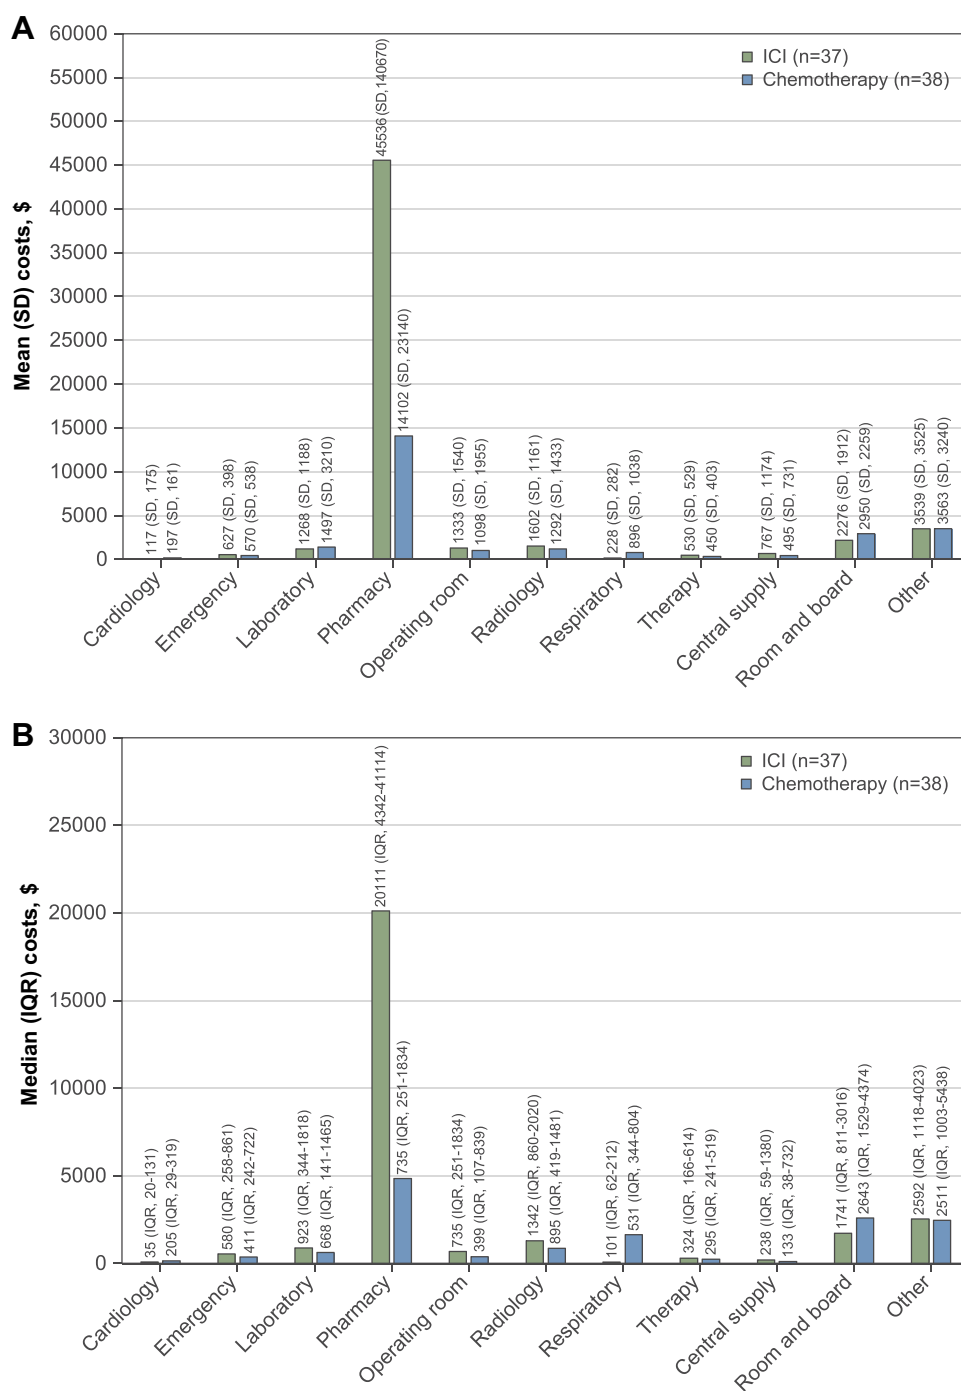 A
60000
55000
50000
45000
40000
35000
30000
25000
20000
15000
10000
5000
0
Mean (SD) costs, $
ICI (n=37)
Chemotherapy (n=38)
117 (SD, 175)
197 (SD, 161)
627 (SD, 398)
570 (SD, 538)
1268 (SD, 1188)
1497 (SD, 3210)
45536 (SD,140670)
14102 (SD, 23140)
1333 (SD, 1540)
1098 (SD, 1955)
1602 (SD, 1161)
1292 (SD, 1433)
228 (SD, 282)
896 (SD, 1038)
530 (SD, 529)
450 (SD, 403)
767 (SD, 1174)
495 (SD, 731)
2276 (SD, 1912)
2950 (SD, 2259)
3539 (SD, 3525)
3563 (SD, 3240)
Cardiology
Emergency
Laboratory
Pharmacy
Operating room
Radiology
Respiratory
Therapy
Central supply
Room and board
Other
B
30000
25000
20000
15000
10000
5000
0
Median (IQR) costs, $
ICI (n=37)
Chemotherapy (n=38)
35 (IQR, 20-131)
205 (IQR, 29-319)
580 (IQR, 258-861)
411 (IQR, 242-722)
923 (IQR, 344-1818)
668 (IQR, 141-1465)
20111 (IQR, 4342-41114)
735 (IQR, 251-1834)
735 (IQR, 251-1834)
399 (IQR, 107-839)
1342 (IQR, 860-2020)
895 (IQR, 419-1481)
101 (IQR, 62-212)
531 (IQR, 344-804)
324 (IQR, 166-614)
295 (IQR, 241-519)
238 (IQR, 59-1380)
133 (IQR, 38-732)
1741 (IQR, 811-3016)
2643 (IQR, 1529-4374)
2592 (IQR, 1118-4023)
2511 (IQR, 1003-5438)
Cardiology
Emergency
Laboratory
Pharmacy
Operating room
Radiology
Respiratory
Therapy
Central supply
Room and board
Other